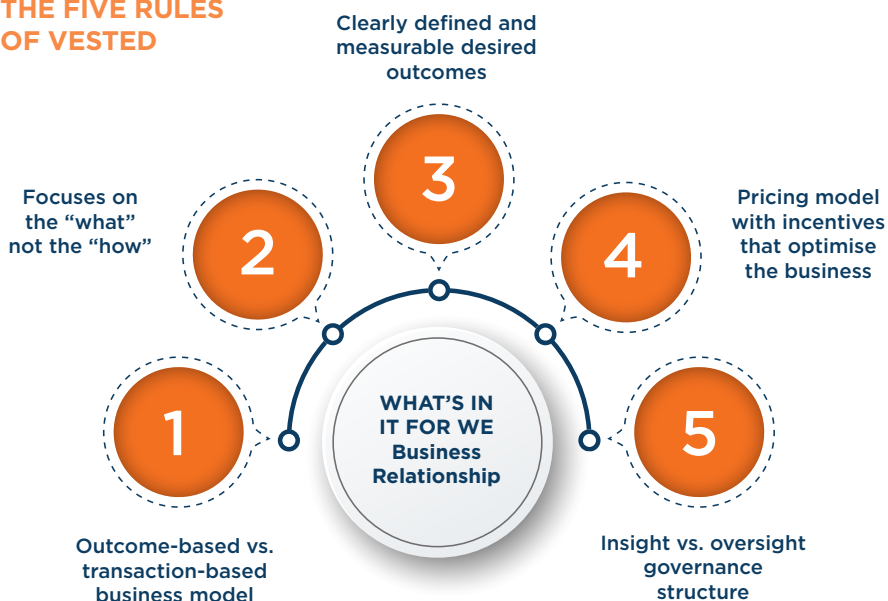 THE FIVE RULES
OF VESTED
Clearly defined and
measurable desired
outcomes
3
Focuses on
the “what”
not the “how”
2
4
Pricing model
with incentives
that optimise
the business
1
WHAT’S IN
IT FOR WE
Business
Relationship
5
Outcome-based vs.
transaction-based
business model
Insight vs. oversight
governance
structure